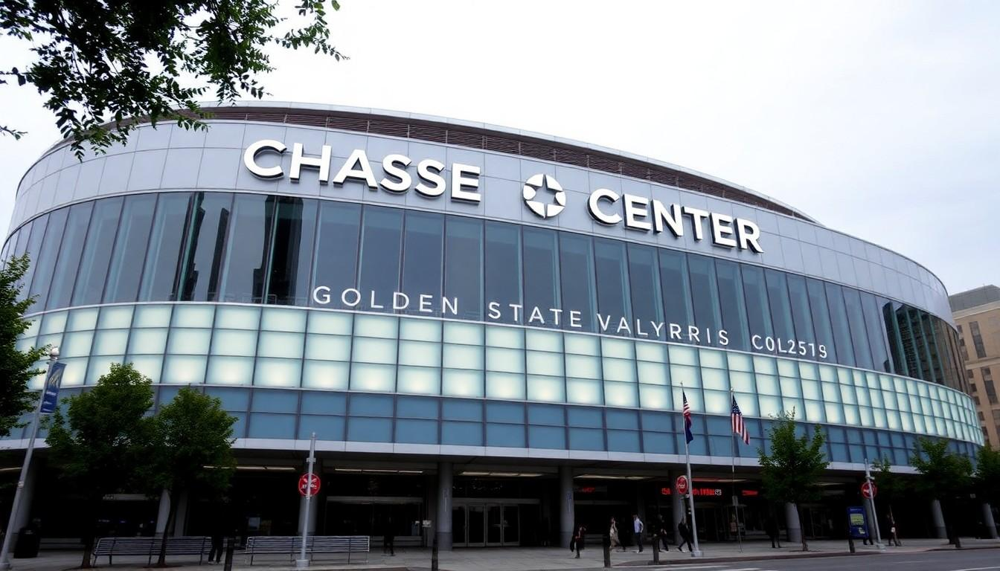 CHASSE CENTER
GOLDEN STATE VALYRRIS COL2519